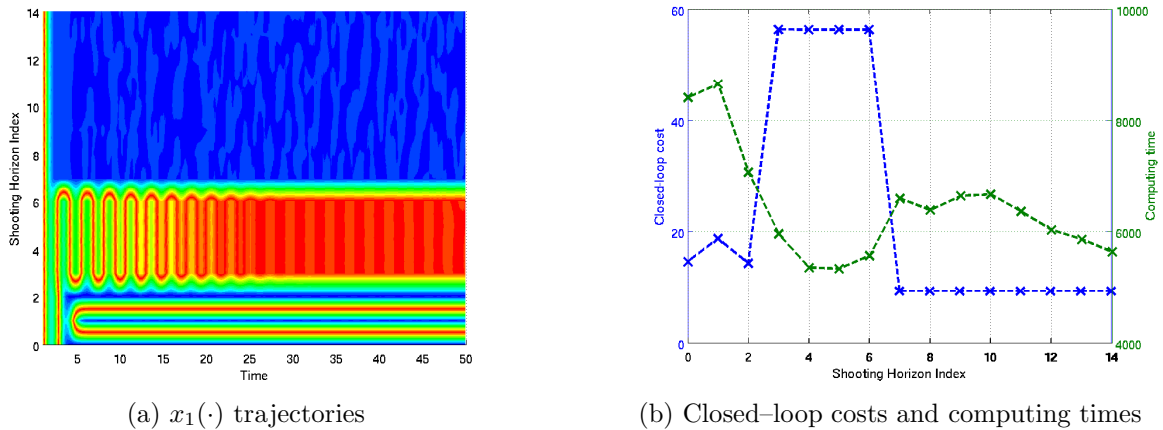 14
12
10
8
6
4
2
0
Shooting Horizon Index
5 10 15 20 25 30 35 40 45 50
Time
(a) x₁(·) trajectories
60
40
20
0
Closed-loop cost
10000
8000
6000
4000
Computing time
0 2 4 6 8 10 12 14
Shooting Horizon Index
(b) Closed–loop costs and computing times